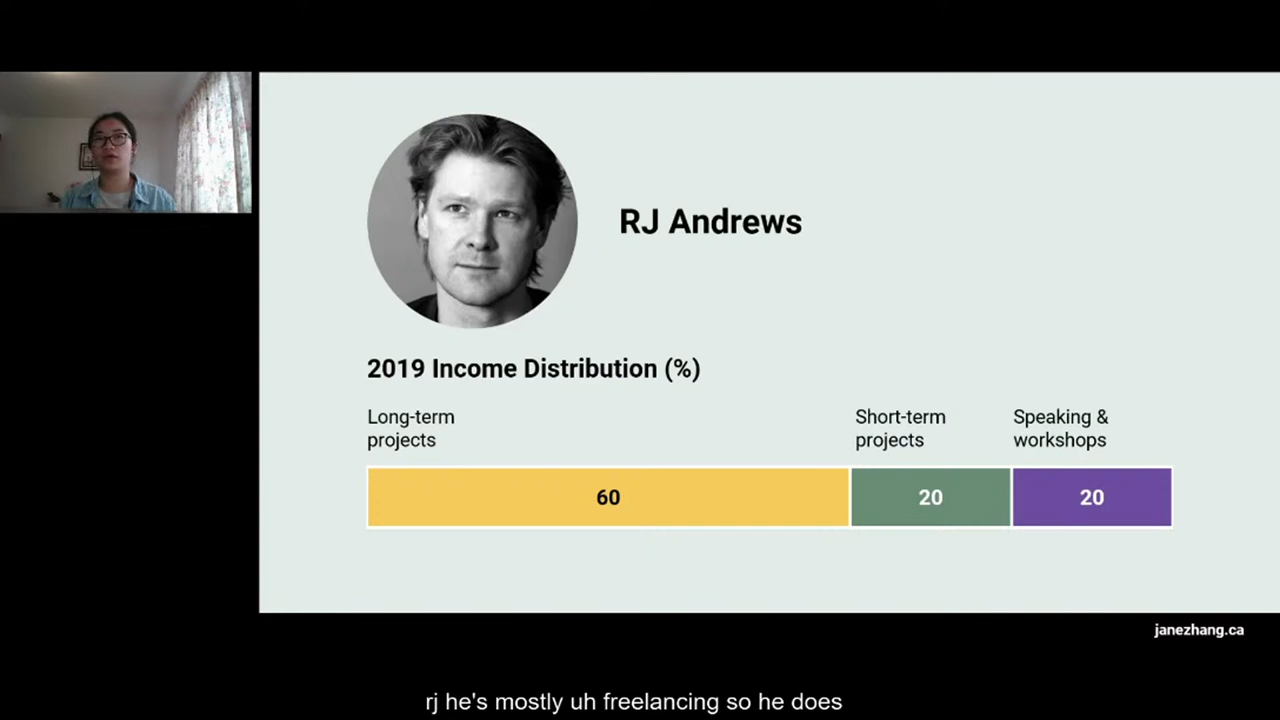 RJ Andrews
2019 Income Distribution (%)
Long-term
projects
Short-term
projects
Speaking &
workshops
60
20
20
janezhang.ca
rj he's mostly uh freelancing so he does